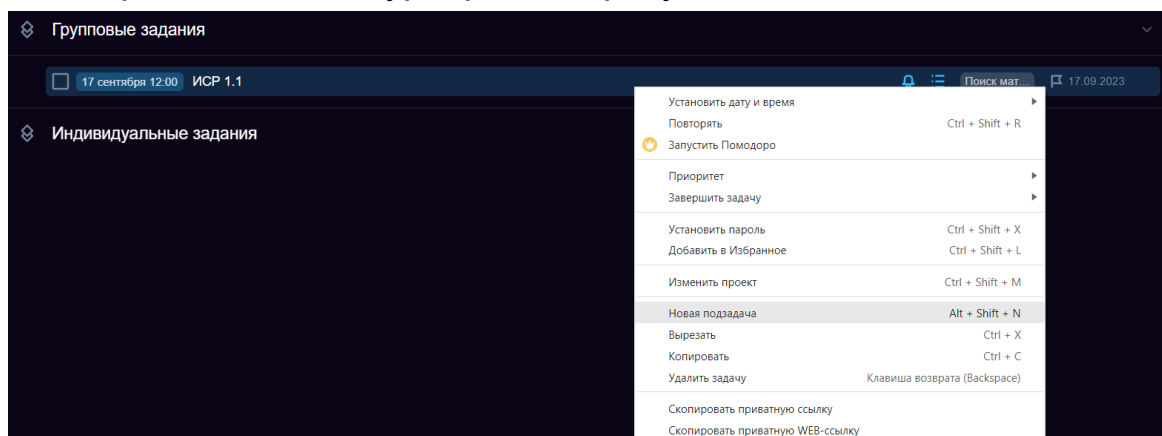 Групповые задания
17 сентября 12:00 ИСР 1.1 Поиск мат... 17.09.2023
Индивидуальные задания
Установить дату и время
Повторять Ctrl + Shift + R
Запустить Помодоро
Приоритет
Завершить задачу
Установить пароль Ctrl + Shift + X
Добавить в Избранное Ctrl + Shift + L
Изменить проект Ctrl + Shift + M
Новая подзадача Alt + Shift + N
Вырезать Ctrl + X
Копировать Ctrl + C
Удалить задачу Клавиша возврата (Backspace)
Скопировать приватную ссылку
Скопировать приватную WEB-ссылку